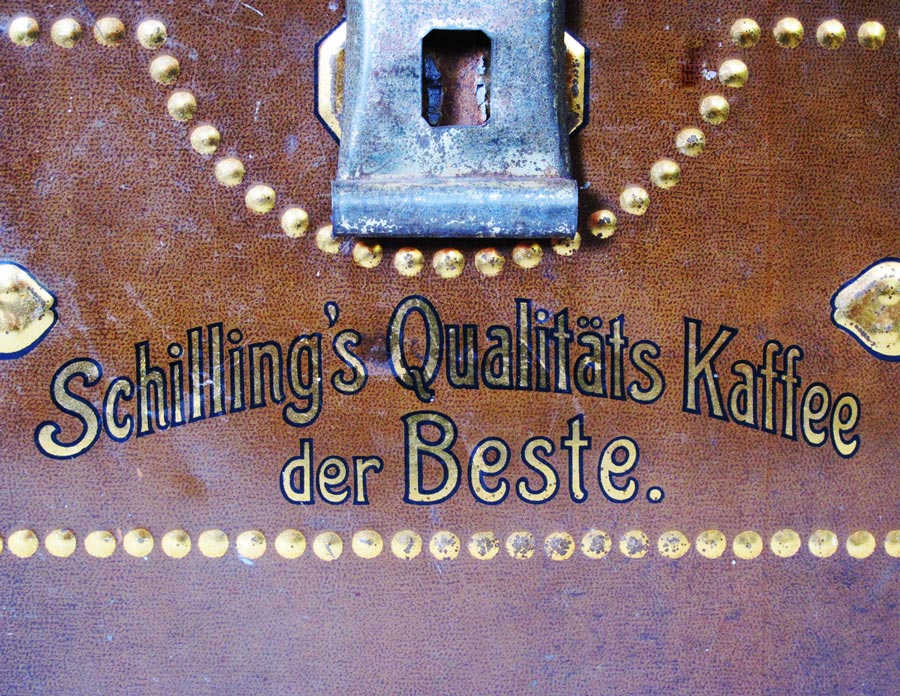 Schilling's Qualitäts Kaffee
der Beste.